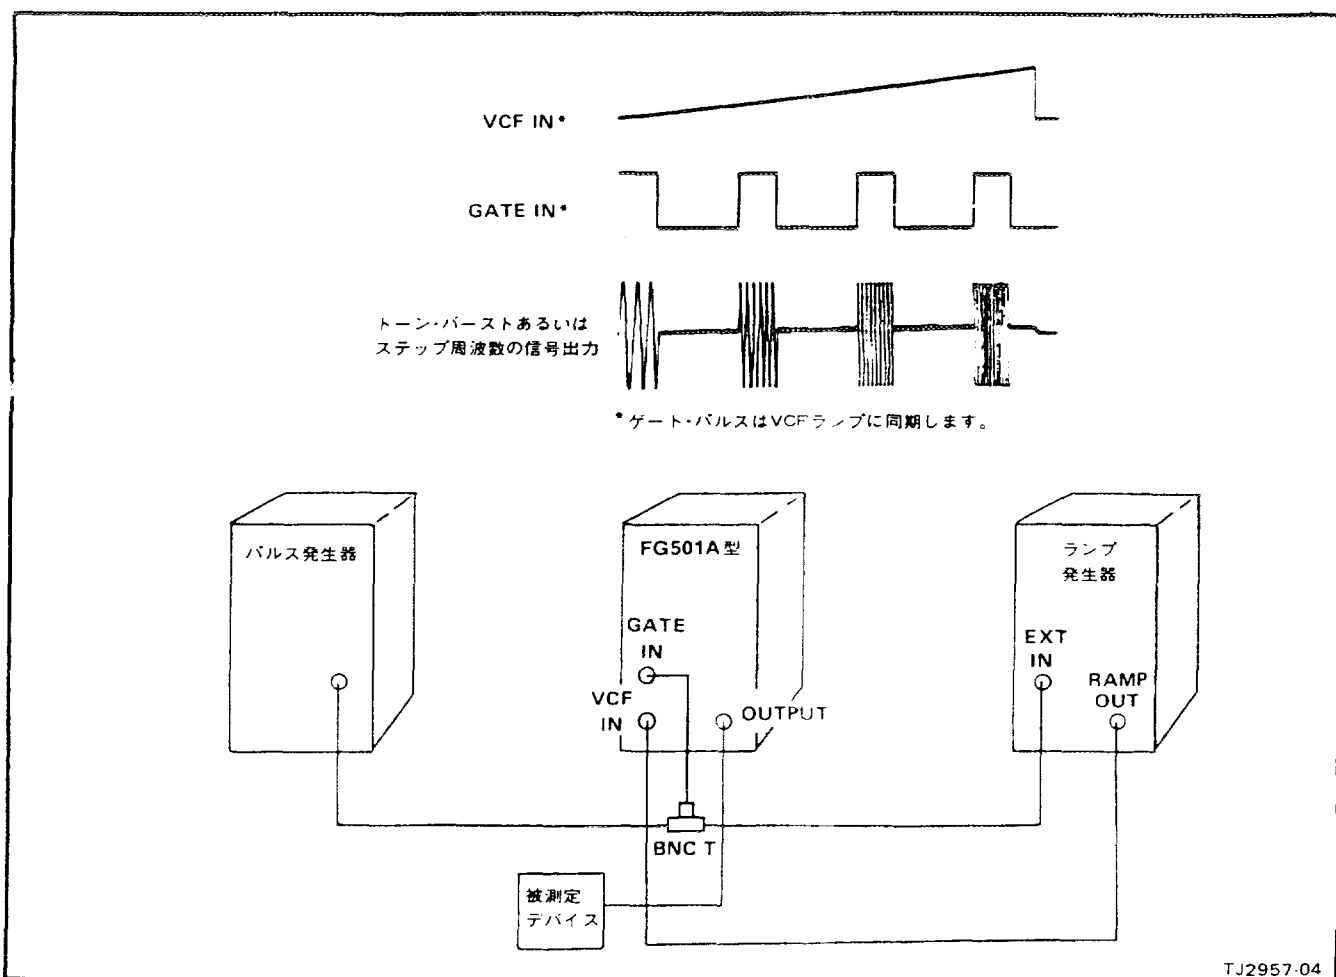 VCF IN*
GATE IN*
トーン・バーストあるいは
ステップ周波数の信号出力
*ゲート・パルスはVCFランプに同期します。
パルス発生器
FG501A型
GATE
IN
VCF
IN
OUTPUT
ランプ
発生器
EXT
IN
RAMP
OUT
BNC T
被測定
デバイス
TJ2957-04